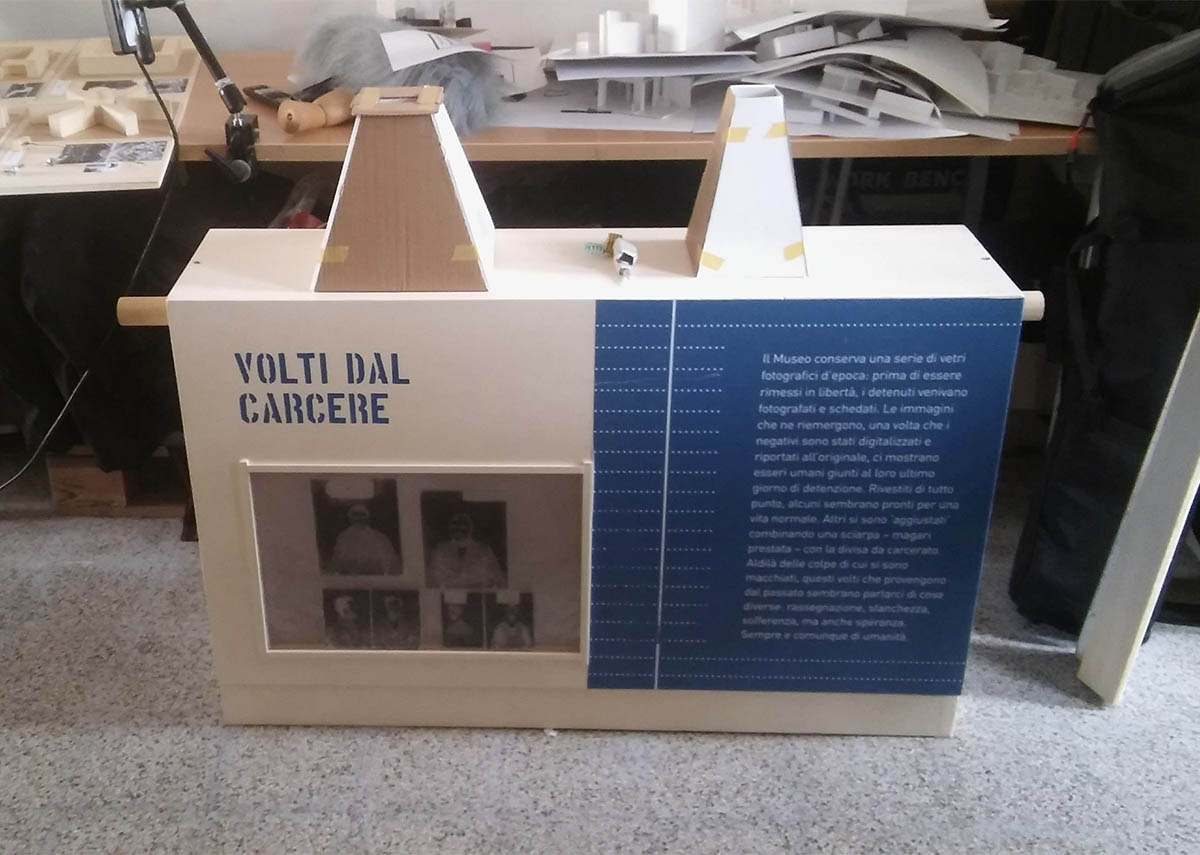 WORK BENC
VOLTI DAL
CARCERE
Il Museo conserva una serie di vetri
fotografici d'epoca: prima di essere
rimessi in libertà, i detenuti venivano
fotografati e schedati. Le immagini
che ne riemergono, una volta che i
negativi sono stati digitalizzati e
riportati all'originale, ci mostrano
esseri umani giunti al loro ultimo
giorno di detenzione. Rivestiti di tutto
punto, alcuni sembrano pronti per una
vita normale. Altri si sono "aggiustati"
combinando una sciarpa – magari
prestata – con la divisa da carcerato.
Aldilà delle colpe di cui si sono
macchiati, questi volti che provengono
dal passato sembrano parlarci di cose
diverse: rassegnazione, stanchezza,
sofferenza, ma anche speranza.
Sempre e comunque di umanità.